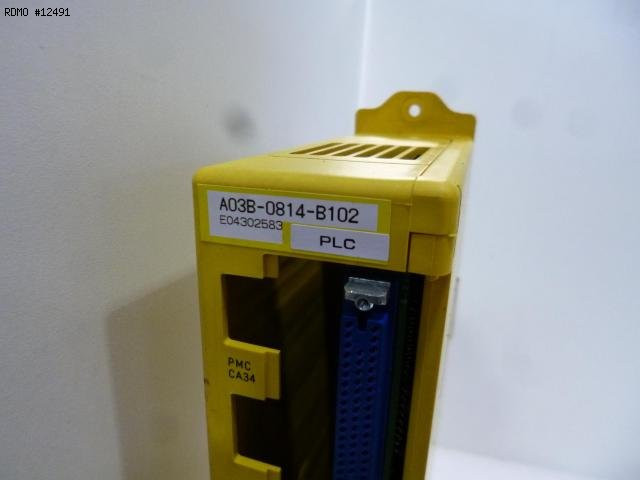 RDMO #12491
A03B-0814-B102
E04302583
PLC
PMC
CA34